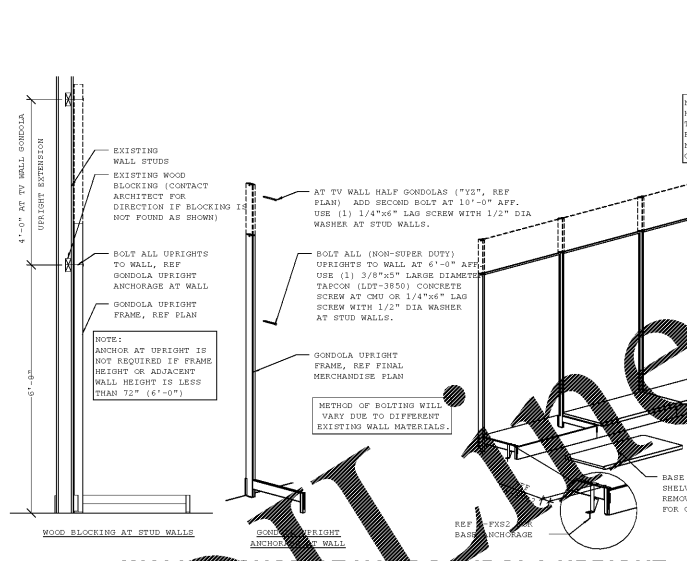 4'-0" AT TV WALL GONDOLA
UPRIGHT EXTENSION
6'-0"
EXISTING
WALL STUDS
EXISTING WOOD
BLOCKING (CONTACT
ARCHITECT FOR
DIRECTION IF BLOCKING IS
NOT FOUND AS SHOWN)
BOLT ALL UPRIGHTS
TO WALL, REF
GONDOLA UPRIGHT
ANCHORAGE AT WALL
GONDOLA UPRIGHT
FRAME, REF PLAN
NOTE:
ANCHOR AT UPRIGHT IS
NOT REQUIRED IF FRAME
HEIGHT OR ADJACENT
WALL HEIGHT IS LESS
THAN 72" (6'-0")
WOOD BLOCKING AT STUD WALLS
AT TV WALL HALF GONDOLAS ("YZ", REF
PLAN) ADD SECOND BOLT AT 10'-0" AFF.
USE (1) 1/4"x6" LAG SCREW WITH 1/2" DIA
WASHER AT STUD WALLS.
BOLT ALL (NON-SUPER DUTY)
UPRIGHTS TO WALL AT 6'-0" AFF
USE (1) 3/8"x5" LARGE DIAMETE
TAPCON (LDT-3850) CONCRETE
SCREW AT CMU OR 1/4"x6" LAG
SCREW WITH 1/2" DIA WASHER
AT STUD WALLS.
GONDOLA UPRIGHT
FRAME, REF FINAL
MERCHANDISE PLAN
METHOD OF BOLTING WILL
VARY DUE TO DIFFERENT
EXISTING WALL MATERIALS.
GONDOLA UPRIGHT
ANCHORAGE AT WALL
BASE
SHELV
REMOV
FOR
REF
BASE ANCHORAGE